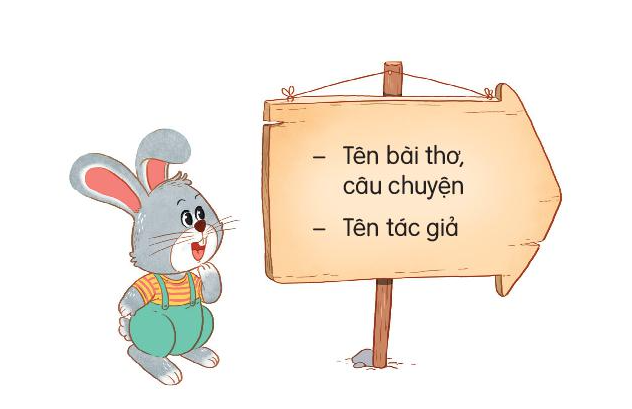 – Tên bài thơ,
câu chuyện
– Tên tác giả